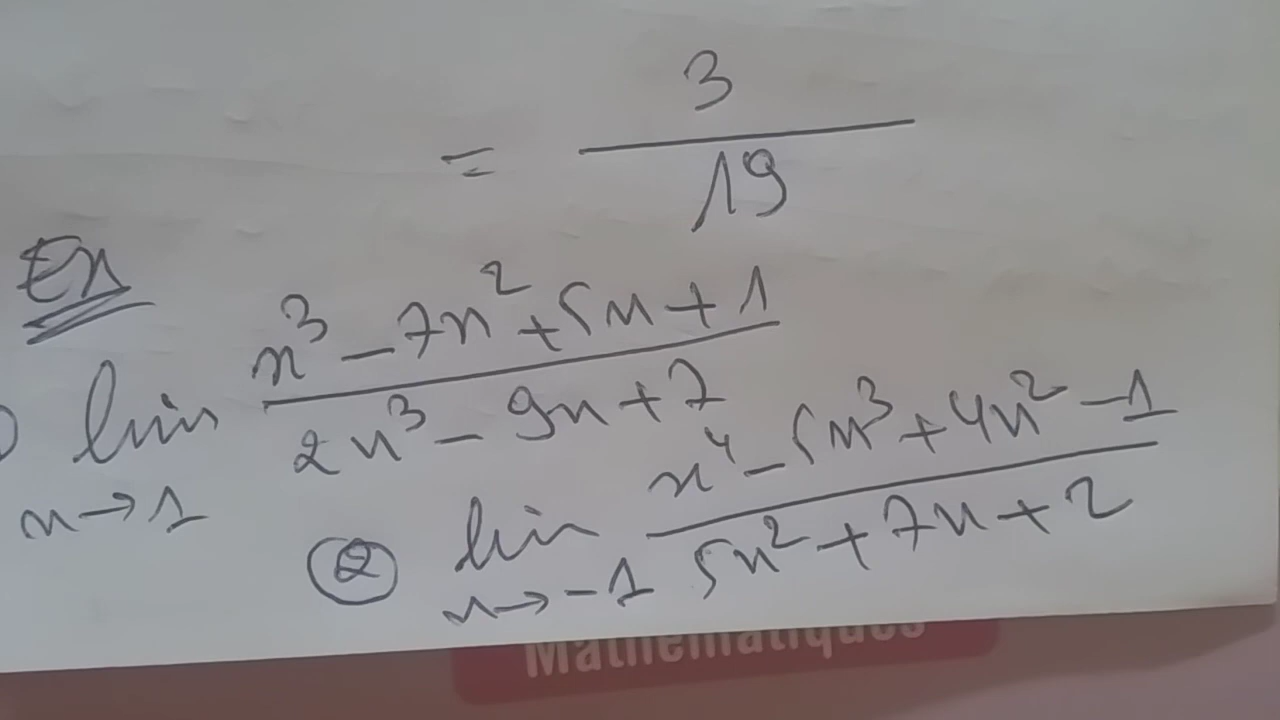 = 3/19
Ex
lim x→1 (x³ - 7x² + 5x + 1)/(2x³ - 9x + 7)
② lim x→-1 (x⁴ - 5x³ + 4x² - 1)/(5x² + 7x + 2)
Mathématiques